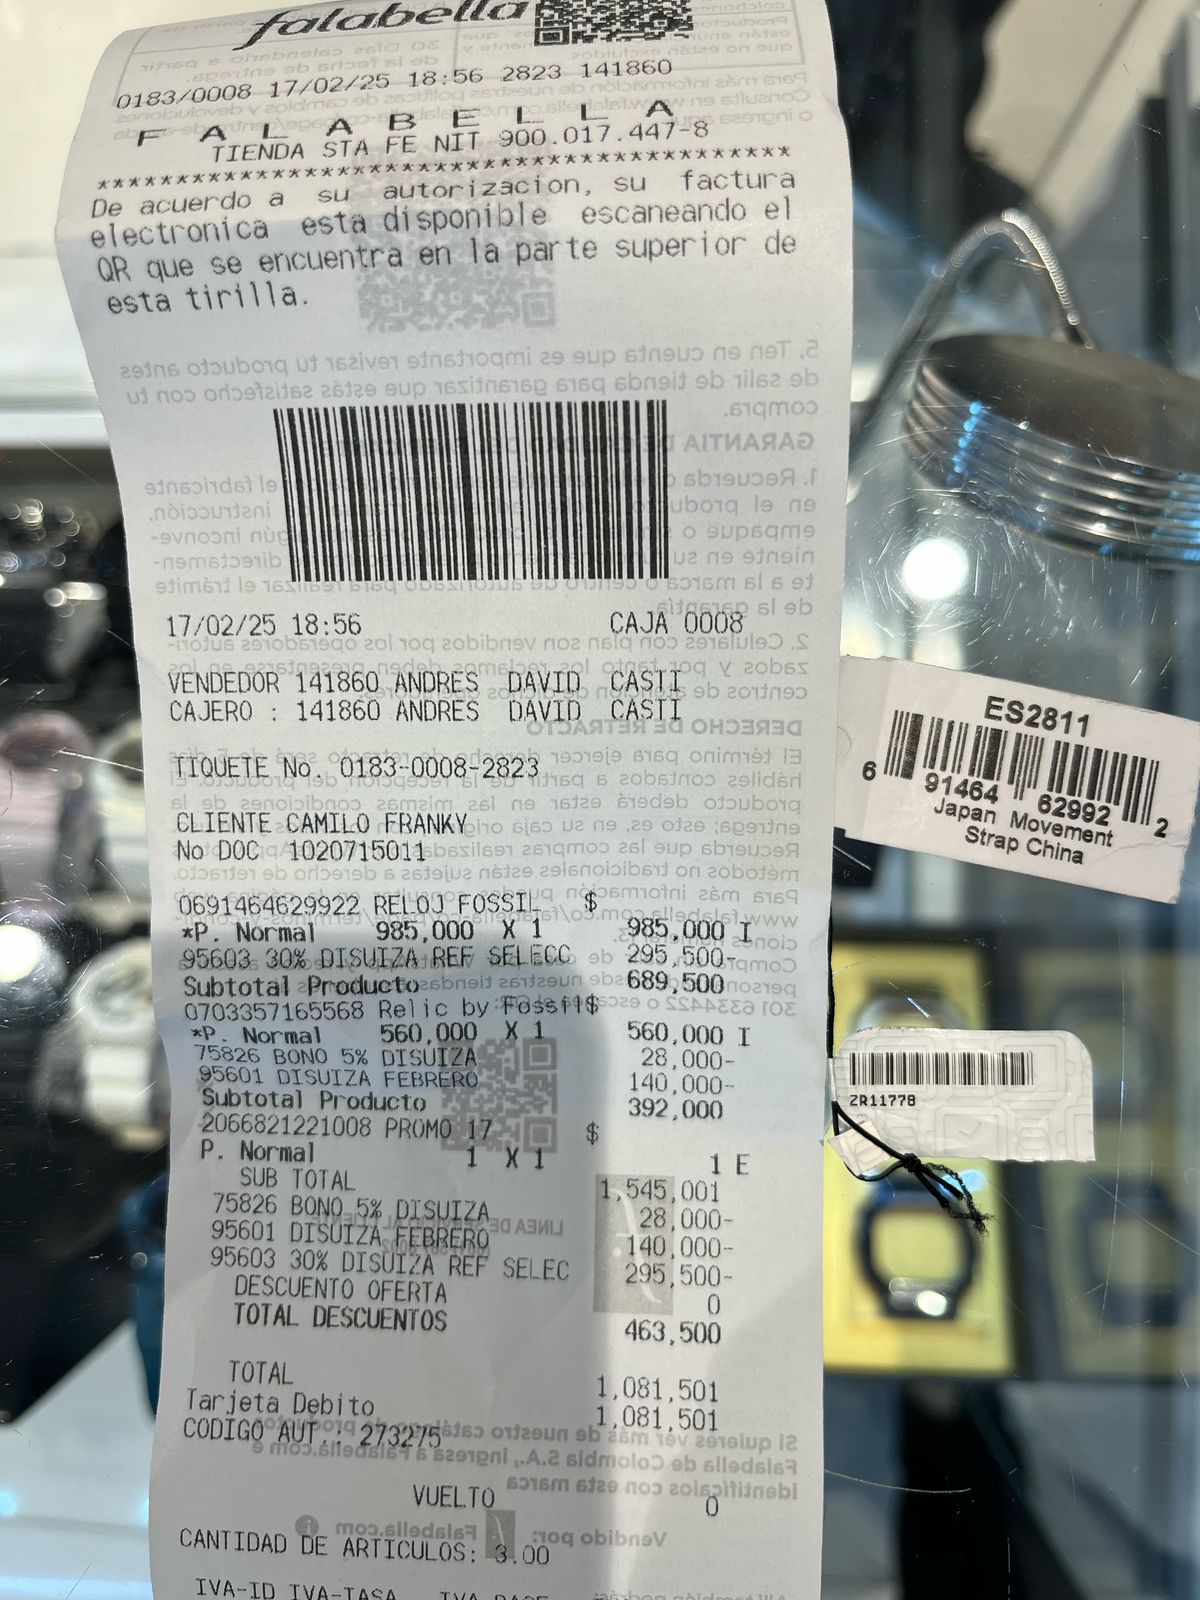 falabella
0183/0008 17/02/25 18:56 2823 141860
F A L A B E L L A
TIENDA STA FE NIT 900.017.447-8
De acuerdo a su autorizacion, su factura
electronica esta disponible escaneando el
QR que se encuentra en la parte superior de
esta tirilla.
17/02/25 18:56 CAJA 0008
VENDEDOR 141860 ANDRES DAVID CASTI
CAJERO : 141860 ANDRES DAVID CASTI
TIQUETE No. 0183-0008-2823
CLIENTE CAMILO FRANKY
No DOC 1020715011
0691464629922 RELOJ FOSSIL $
*P. Normal 985,000 X 1 985,000 I
95603 30% DISUIZA REF SELECC 295,500-
Subtotal Producto 689,500
0703357165568 Relic by Fossil$
*P. Normal 560,000 X 1 560,000 I
75826 BONO 5% DISUIZA 28,000-
95601 DISUIZA FEBRERO 140,000-
Subtotal Producto 392,000
2066821221008 PROMO 17 $
P. Normal 1 X 1 1 E
SUB TOTAL 1,545,001
75826 BONO 5% DISUIZA 28,000-
95601 DISUIZA FEBRERO 140,000-
95603 30% DISUIZA REF SELEC 295,500-
DESCUENTO OFERTA 0
TOTAL DESCUENTOS 463,500
TOTAL 1,081,501
Tarjeta Debito 1,081,501
CODIGO AUT.: 273275
VUELTO 0
CANTIDAD DE ARTICULOS: 3.00
IVA-ID IVA-TASA IVA BASE
ES2811
6 91464 62992 2
Japan Movement
Strap China
ZR11778